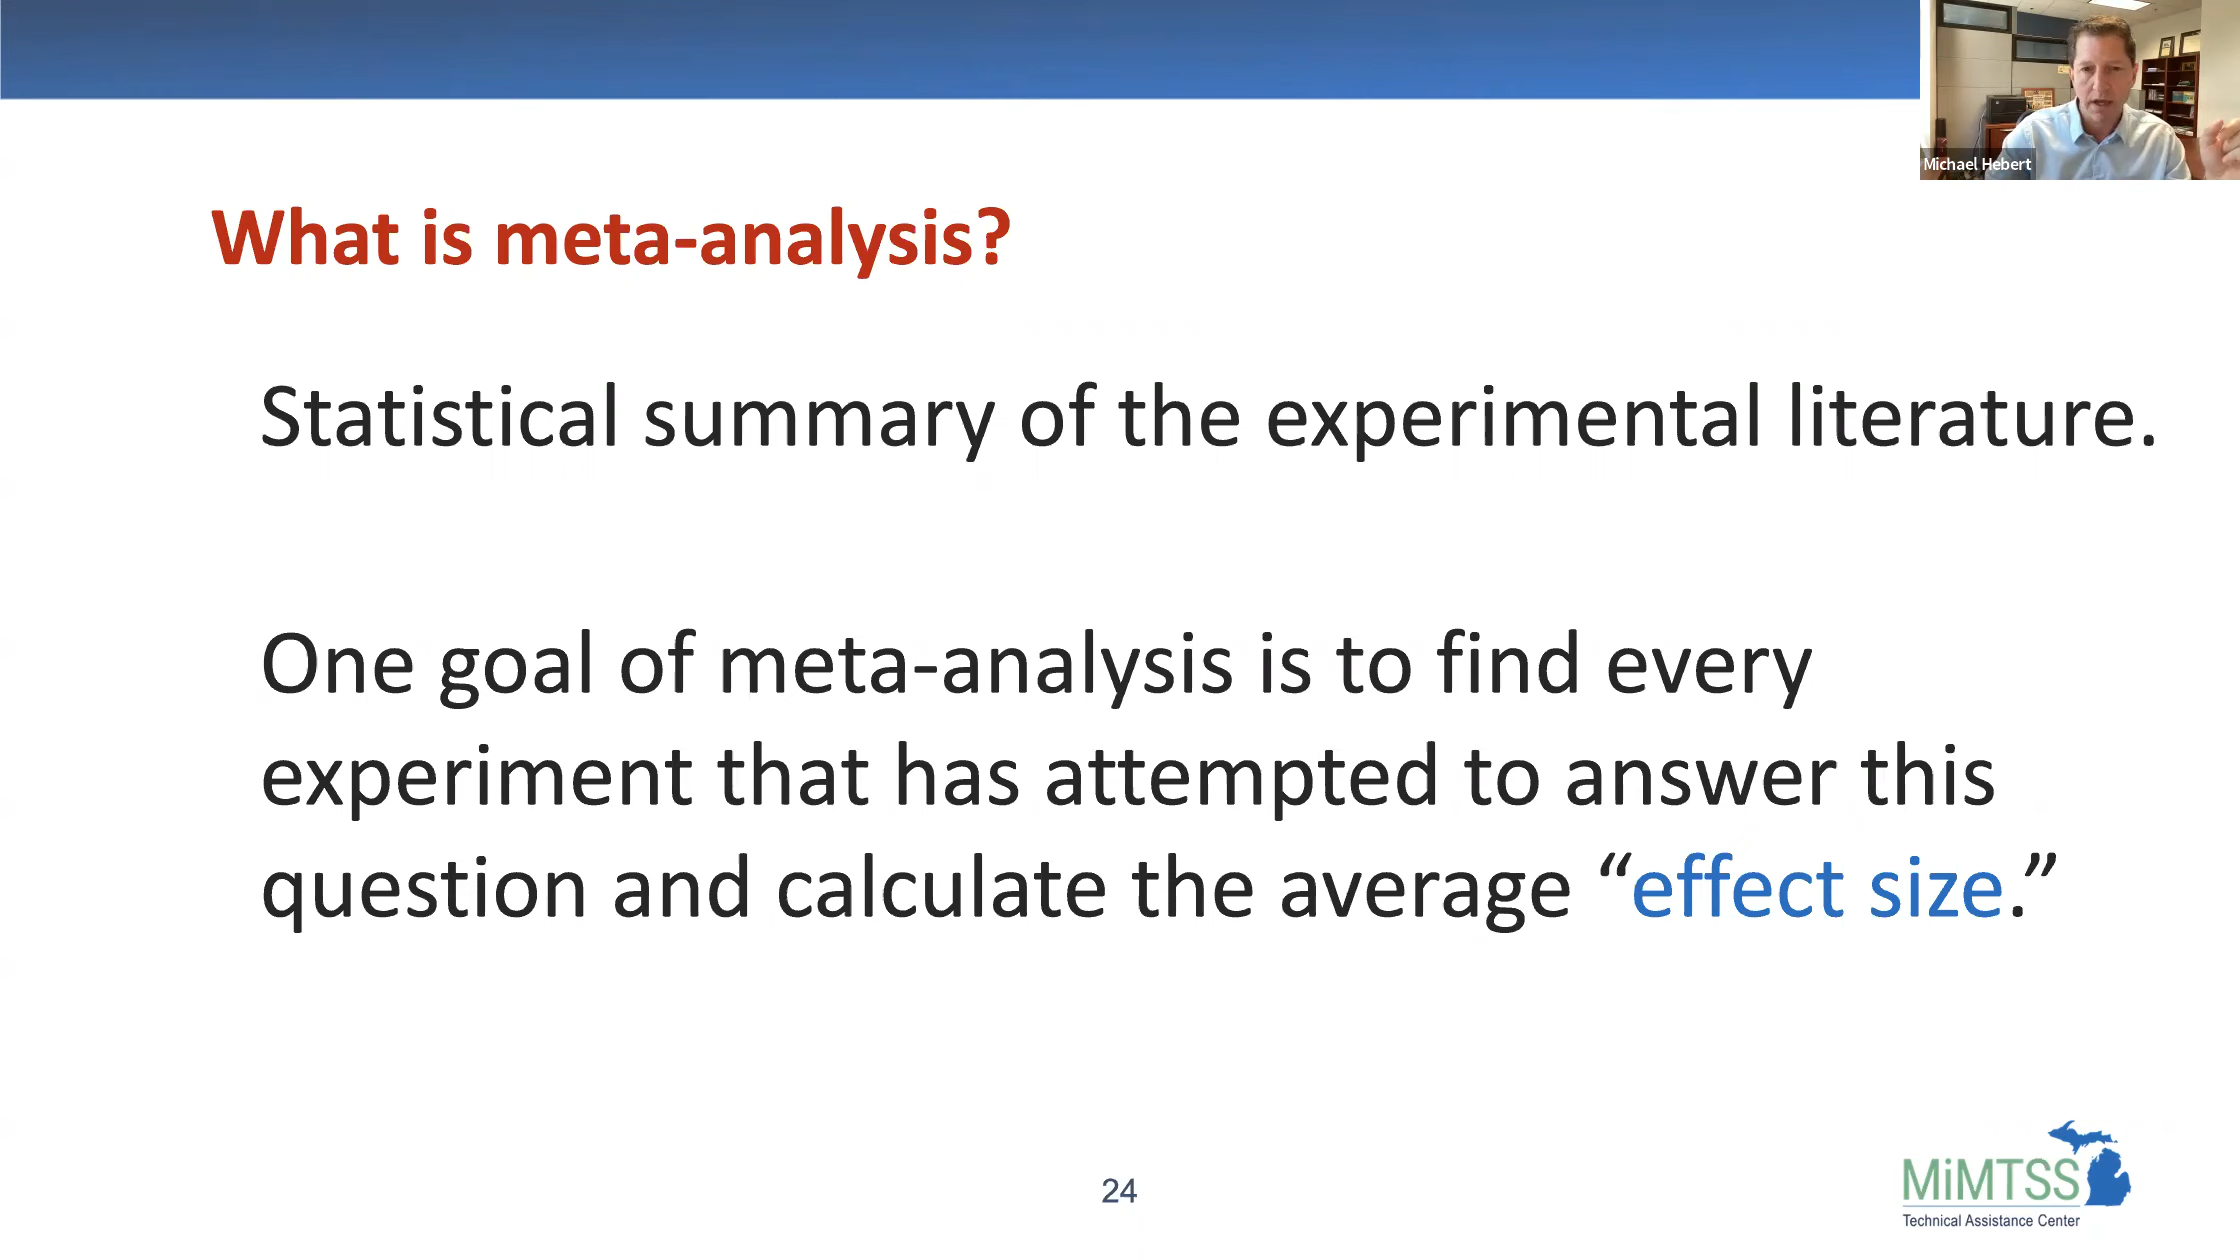 Michael Hebert
What is meta-analysis?
Statistical summary of the experimental literature.
One goal of meta-analysis is to find every
experiment that has attempted to answer this
question and calculate the average “effect size.”
24
MiMTSS
Technical Assistance Center